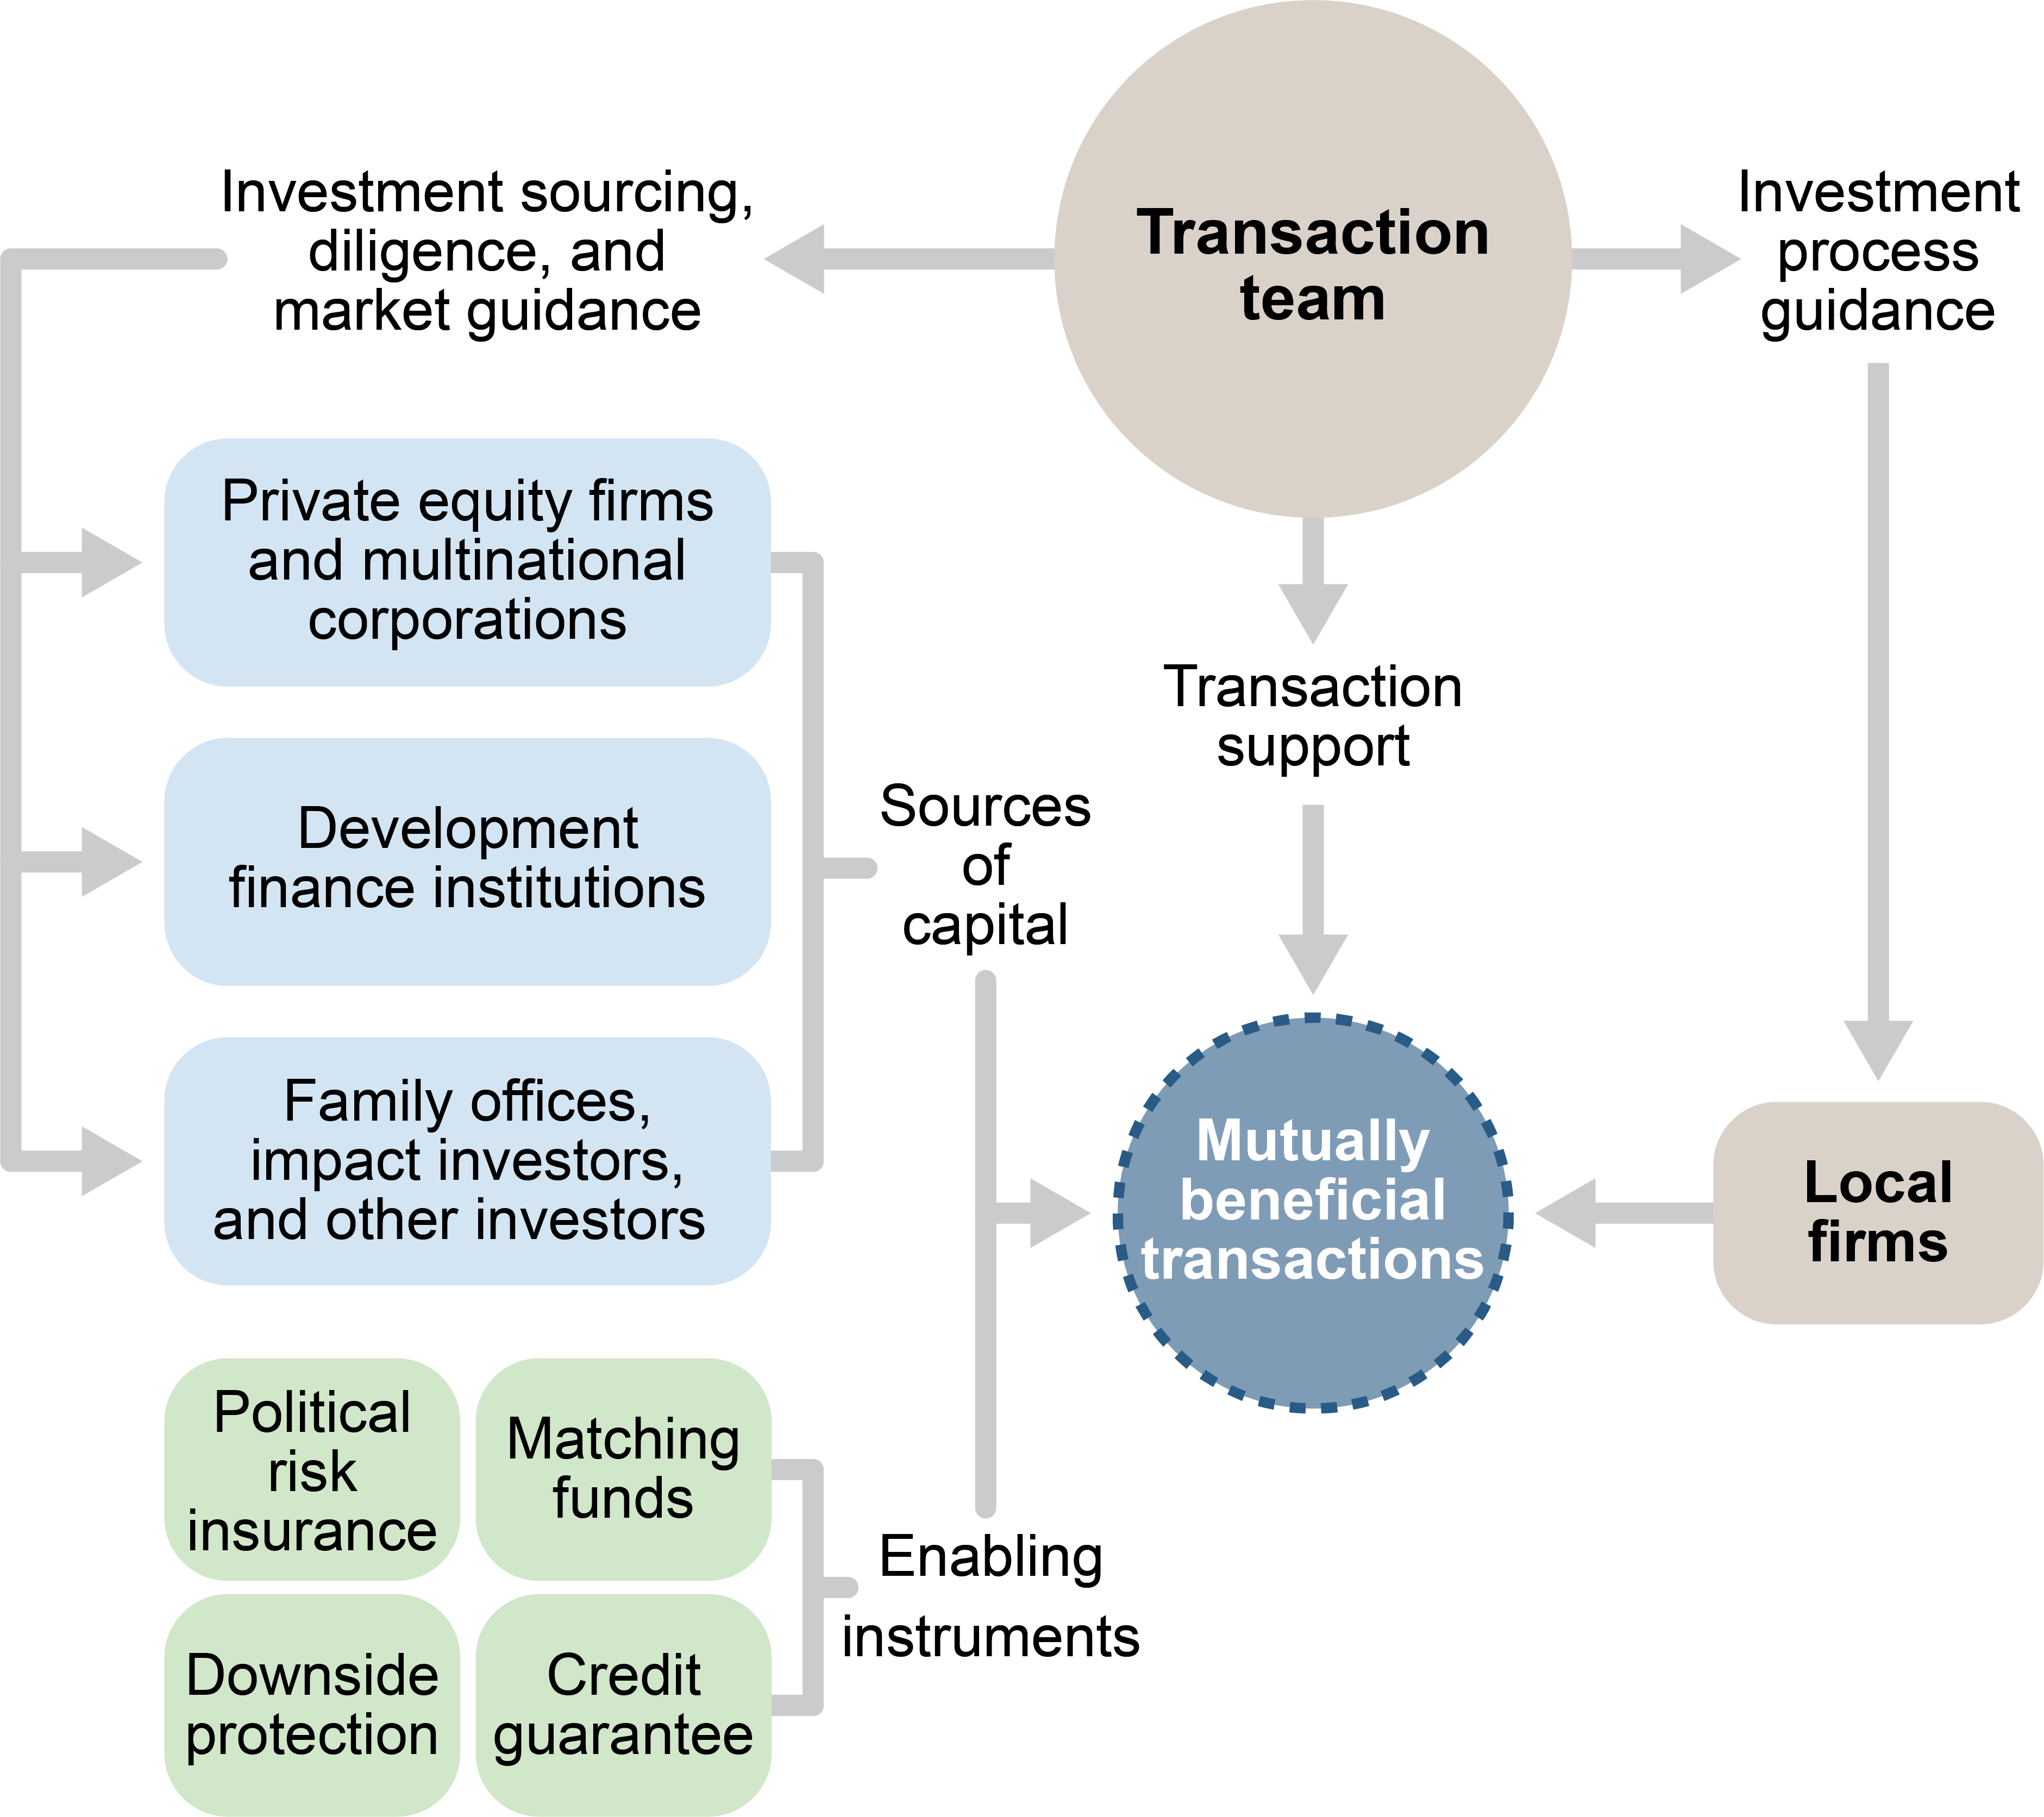 Transaction
team
Investment sourcing,
diligence, and
market guidance
Investment
process
guidance
Private equity firms
and multinational
corporations
Development
finance institutions
Family offices,
impact investors,
and other investors
Sources
of
capital
Transaction
support
Mutually
beneficial
transactions
Local
firms
Political
risk
insurance
Matching
funds
Downside
protection
Credit
guarantee
Enabling
instruments